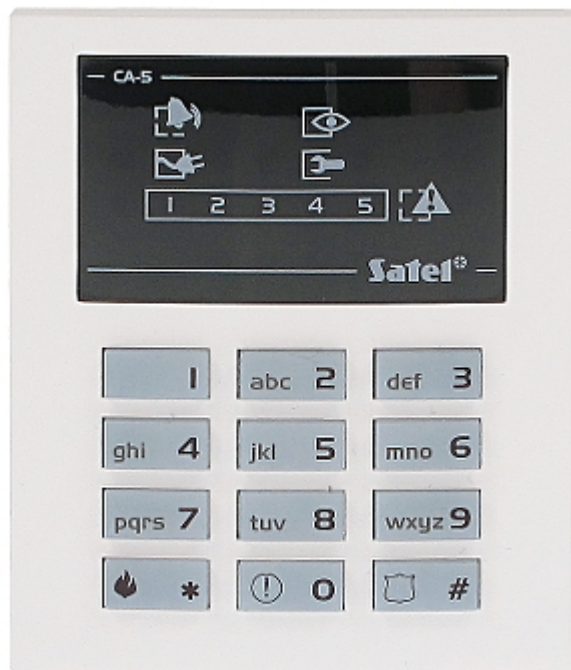 CA-5
1 2 3 4 5
Satel®
1 abc 2 def 3
ghi 4 jkl 5 mno 6
pqrs 7 tuv 8 wxyz 9
* 0 #